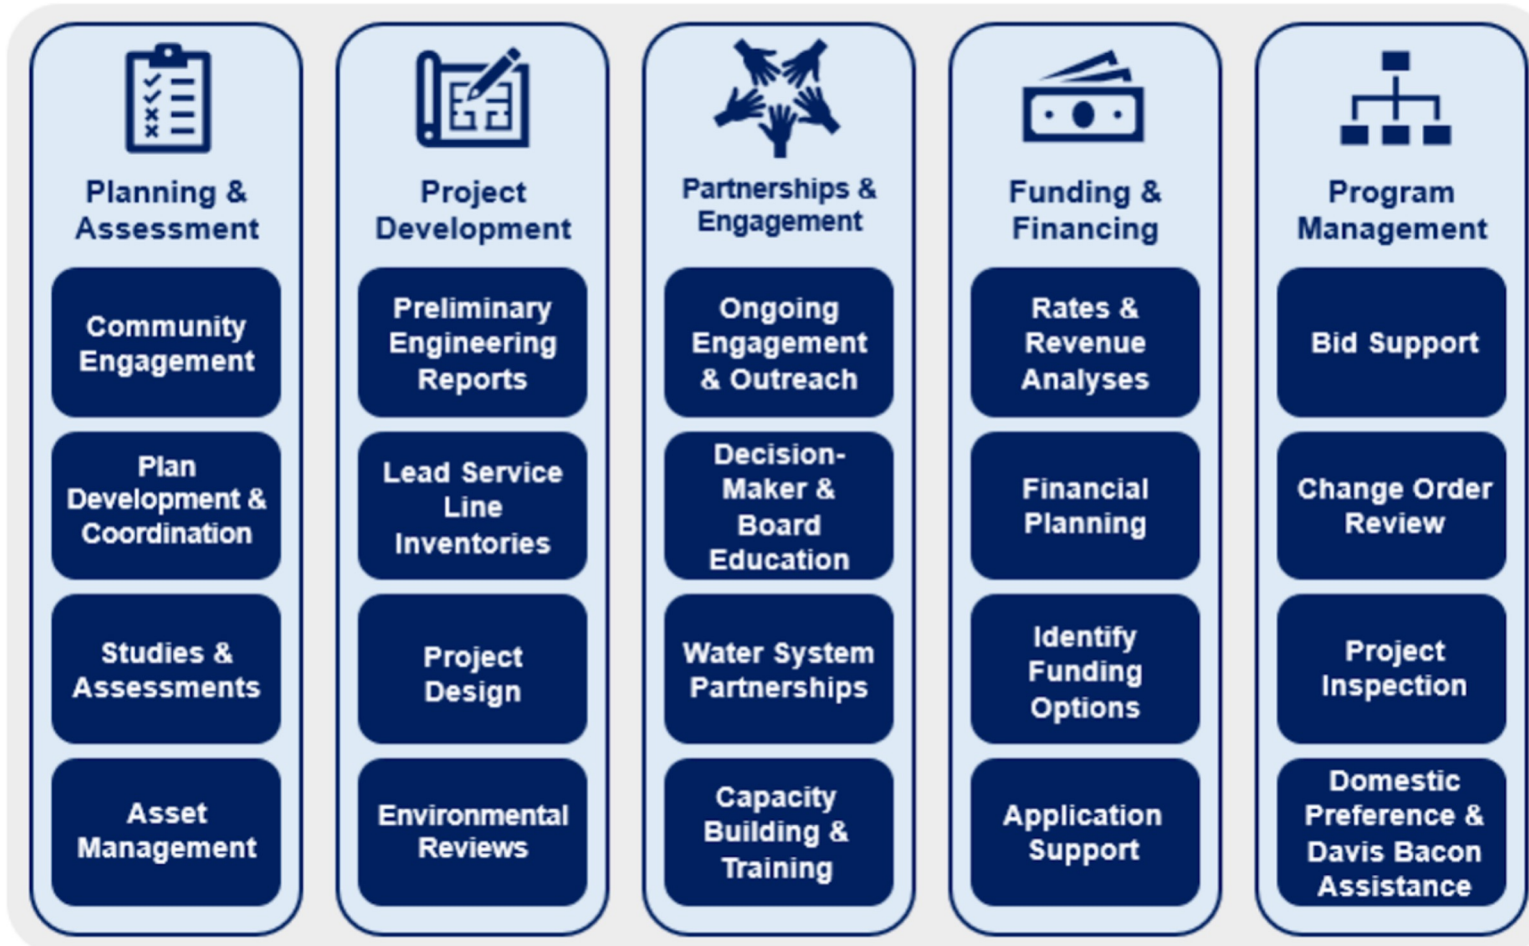 Planning &
Assessment
Community
Engagement
Plan
Development &
Coordination
Studies &
Assessments
Asset
Management
Project
Development
Preliminary
Engineering
Reports
Lead Service
Line
Inventories
Project
Design
Environmental
Reviews
Partnerships &
Engagement
Ongoing
Engagement
& Outreach
Decision-
Maker &
Board
Education
Water System
Partnerships
Capacity
Building &
Training
Funding &
Financing
Rates &
Revenue
Analyses
Financial
Planning
Identify
Funding
Options
Application
Support
Program
Management
Bid Support
Change Order
Review
Project
Inspection
Domestic
Preference &
Davis Bacon
Assistance